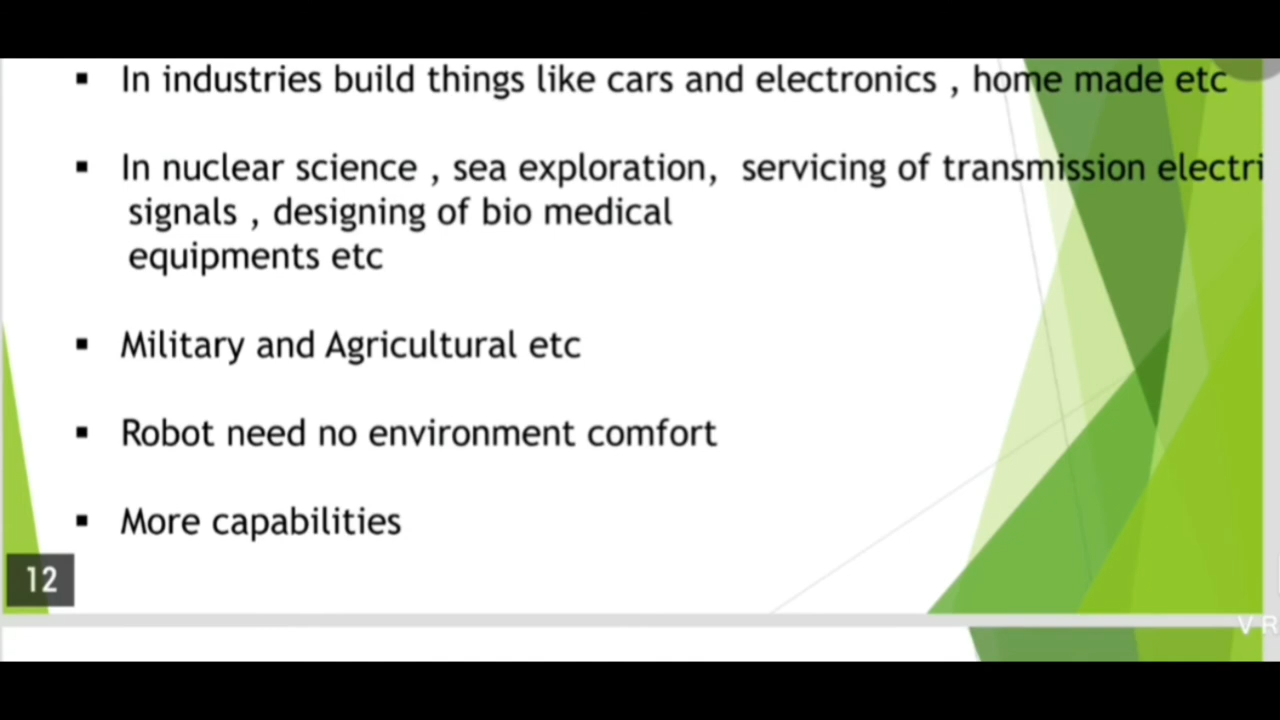 ▪ In industries build things like cars and electronics , home made etc
▪ In nuclear science , sea exploration, servicing of transmission electri
signals , designing of bio medical
equipments etc
▪ Military and Agricultural etc
▪ Robot need no environment comfort
▪ More capabilities
12
V R